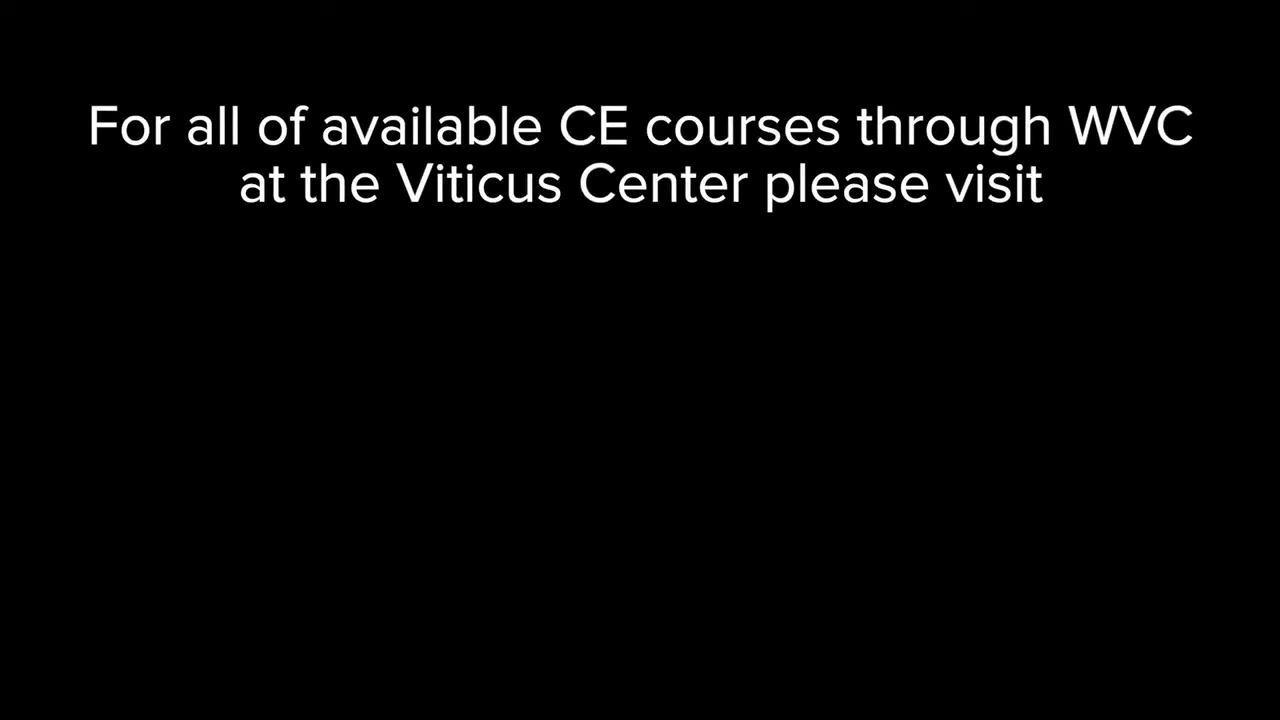 For all of available CE courses through WVC
at the Viticus Center please visit